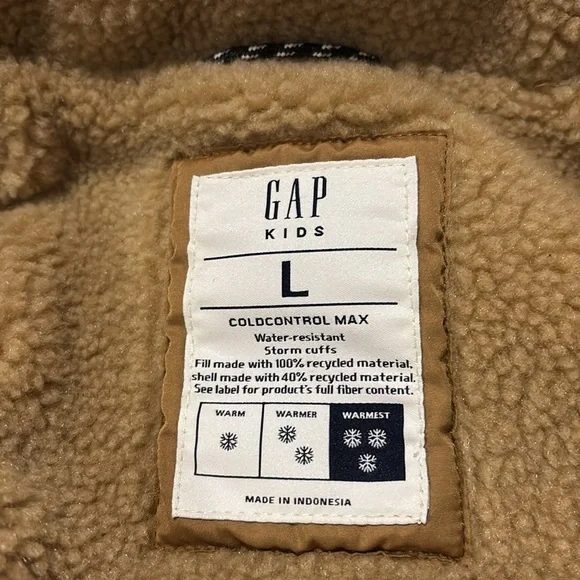 GAP
KIDS
L
COLDCONTROL MAX
Water-resistant
Storm cuffs
Fill made with 100% recycled material,
shell made with 40% recycled material.
See label for product's full fiber content.
WARM WARMER WARMEST
MADE IN INDONESIA